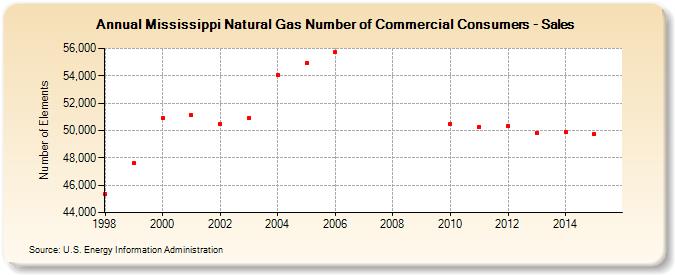 Annual Mississippi Natural Gas Number of Commercial Consumers - Sales
Number of Elements
56,000
54,000
52,000
50,000
48,000
46,000
44,000
1998 2000 2002 2004 2006 2008 2010 2012 2014
Source: U.S. Energy Information Administration